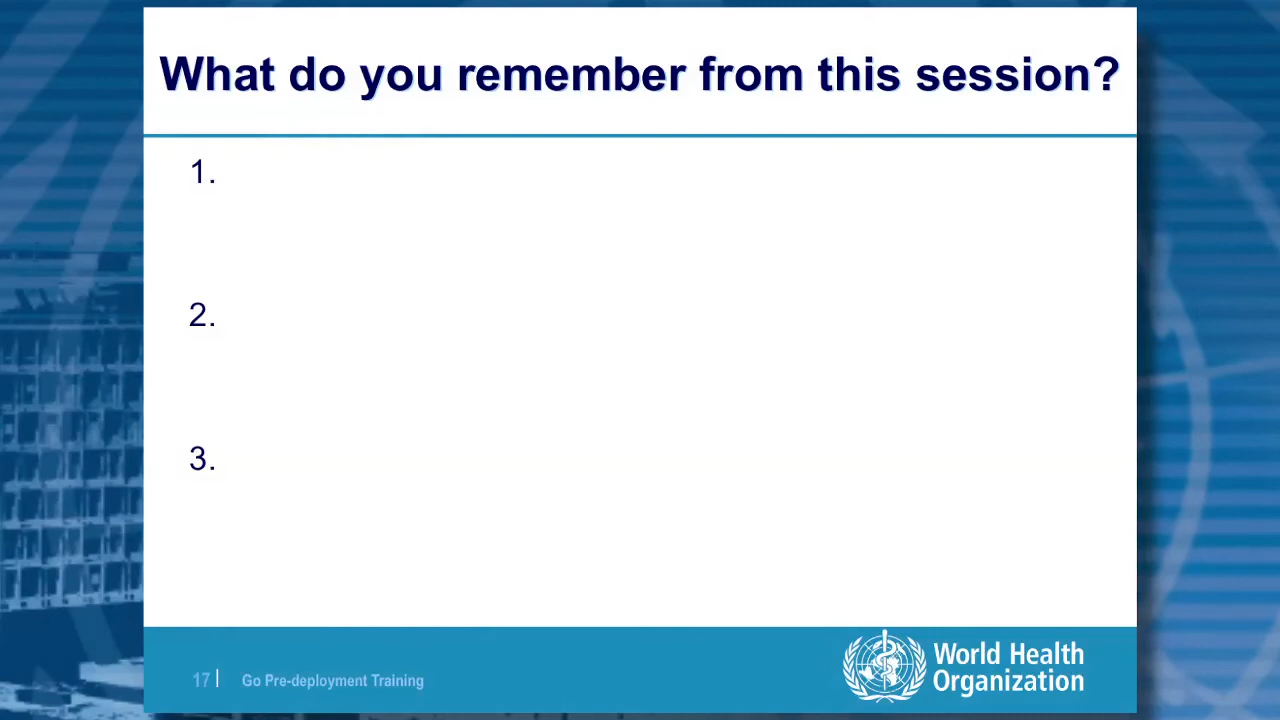 What do you remember from this session?
1.
2.
3.
17 | Go Pre-deployment Training
World Health
Organization